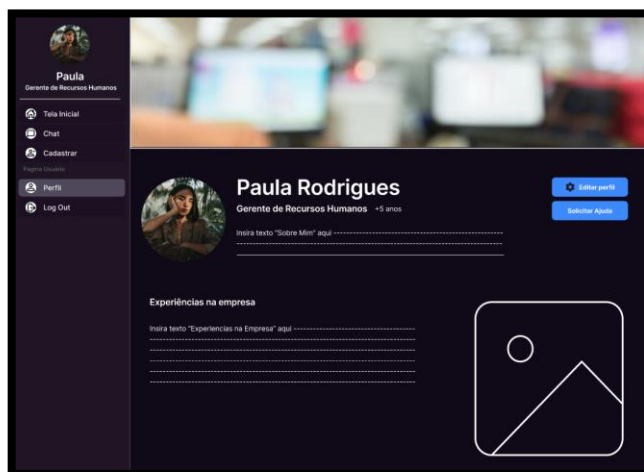 Paula
Gerente de Recursos Humanos
Tela Inicial
Chat
Cadastrar
Pagina Usuário
Perfil
Log Out
Paula Rodrigues
Gerente de Recursos Humanos +5 anos
Insira texto "Sobre Mim" aqui
Editar perfil
Solicitar Ajuda
Experiências na empresa
Insira texto "Experiencias na Empresa" aqui